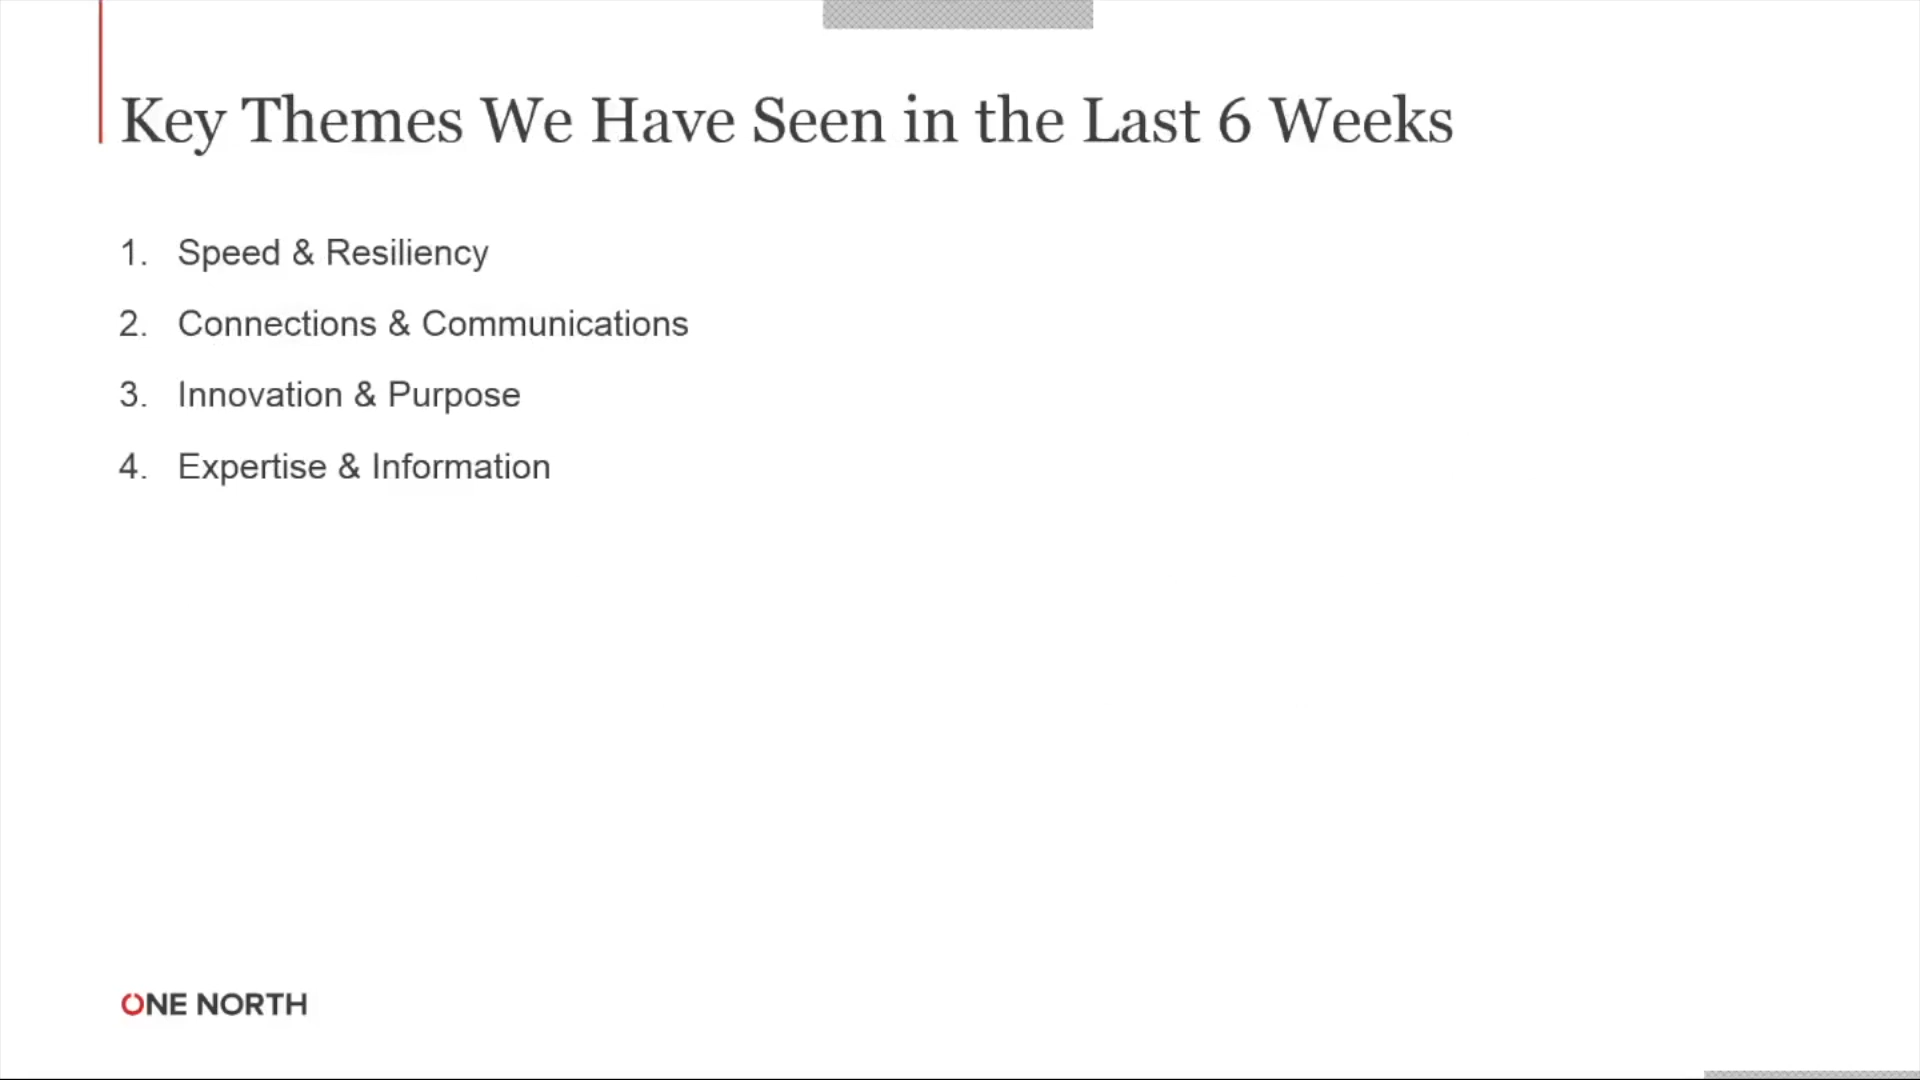 Key Themes We Have Seen in the Last 6 Weeks
1. Speed & Resiliency
2. Connections & Communications
3. Innovation & Purpose
4. Expertise & Information
ONE NORTH